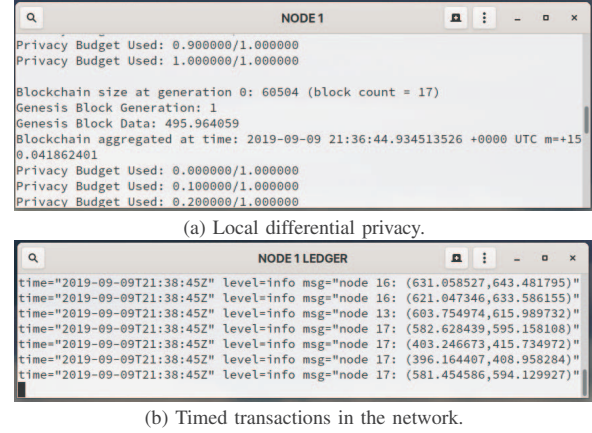 NODE 1
Privacy Budget Used: 0.900000/1.000000
Privacy Budget Used: 1.000000/1.000000
Blockchain size at generation 0: 60504 (block count = 17)
Genesis Block Generation: 1
Genesis Block Data: 495.964059
Blockchain aggregated at time: 2019-09-09 21:36:44.934513526 +0000 UTC m=+15
0.041862401
Privacy Budget Used: 0.000000/1.000000
Privacy Budget Used: 0.100000/1.000000
Privacy Budget Used: 0.200000/1.000000
(a) Local differential privacy.
NODE 1 LEDGER
time="2019-09-09T21:38:45Z" level=info msg="node 16: (631.058527,643.481795)"
time="2019-09-09T21:38:45Z" level=info msg="node 16: (621.047346,633.586155)"
time="2019-09-09T21:38:45Z" level=info msg="node 13: (603.754974,615.989732)"
time="2019-09-09T21:38:45Z" level=info msg="node 17: (582.628439,595.158108)"
time="2019-09-09T21:38:45Z" level=info msg="node 17: (403.246673,415.734972)"
time="2019-09-09T21:38:45Z" level=info msg="node 17: (396.164407,408.958284)"
time="2019-09-09T21:38:45Z" level=info msg="node 17: (581.454586,594.129927)"
(b) Timed transactions in the network.